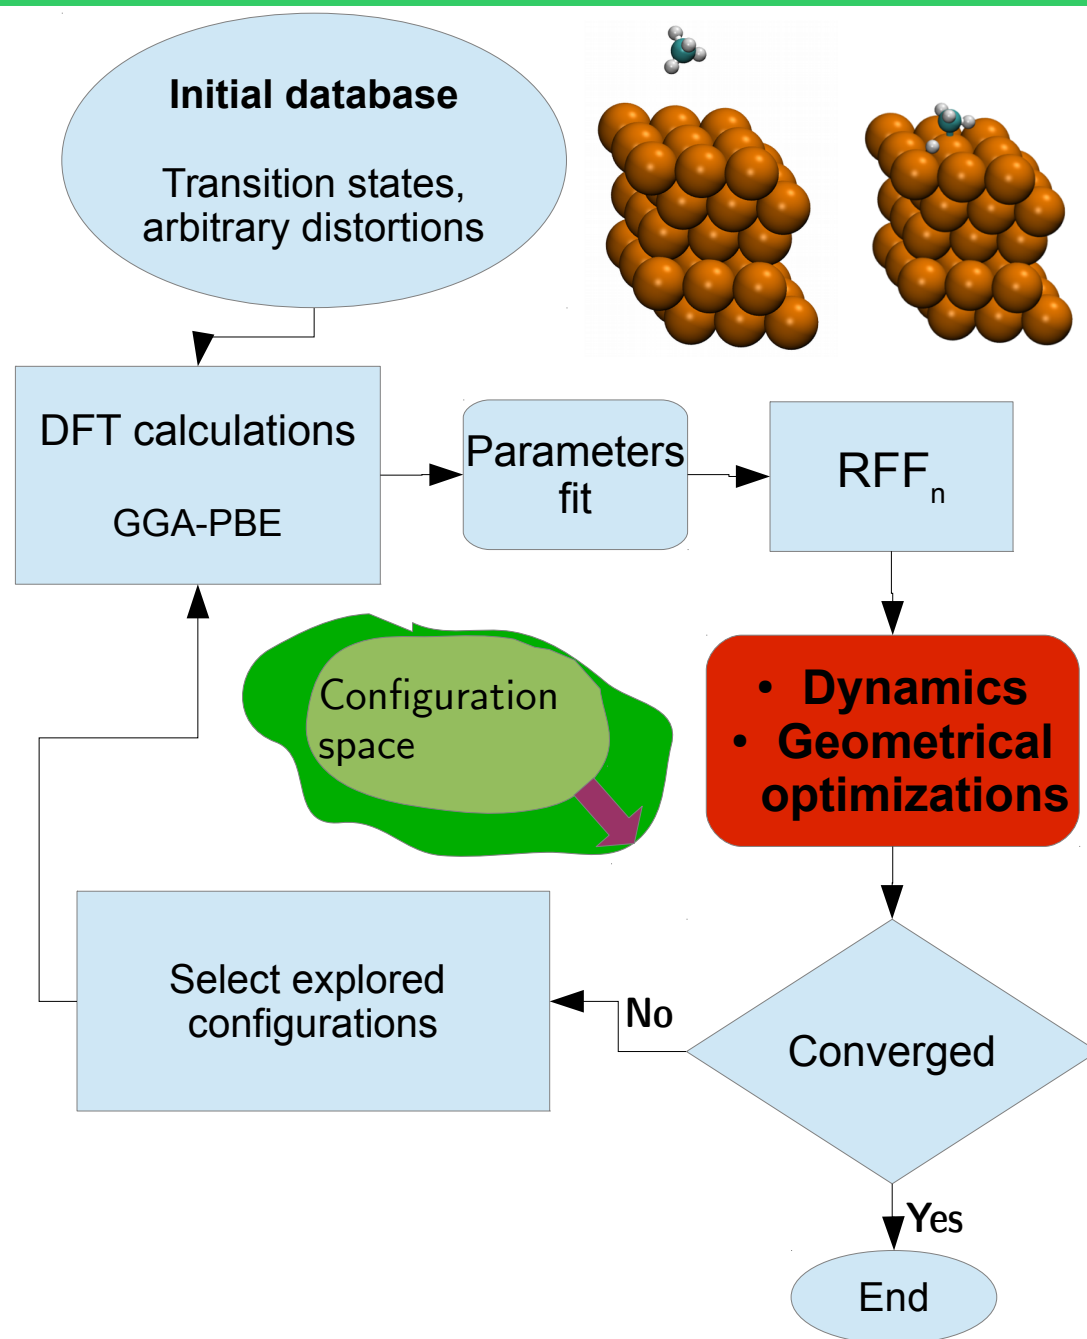 Initial database
Transition states,
arbitrary distortions
DFT calculations
GGA-PBE
Parameters
fit
RFFn
Configuration
space
• Dynamics
• Geometrical
optimizations
Select explored
configurations
No
Converged
Yes
End